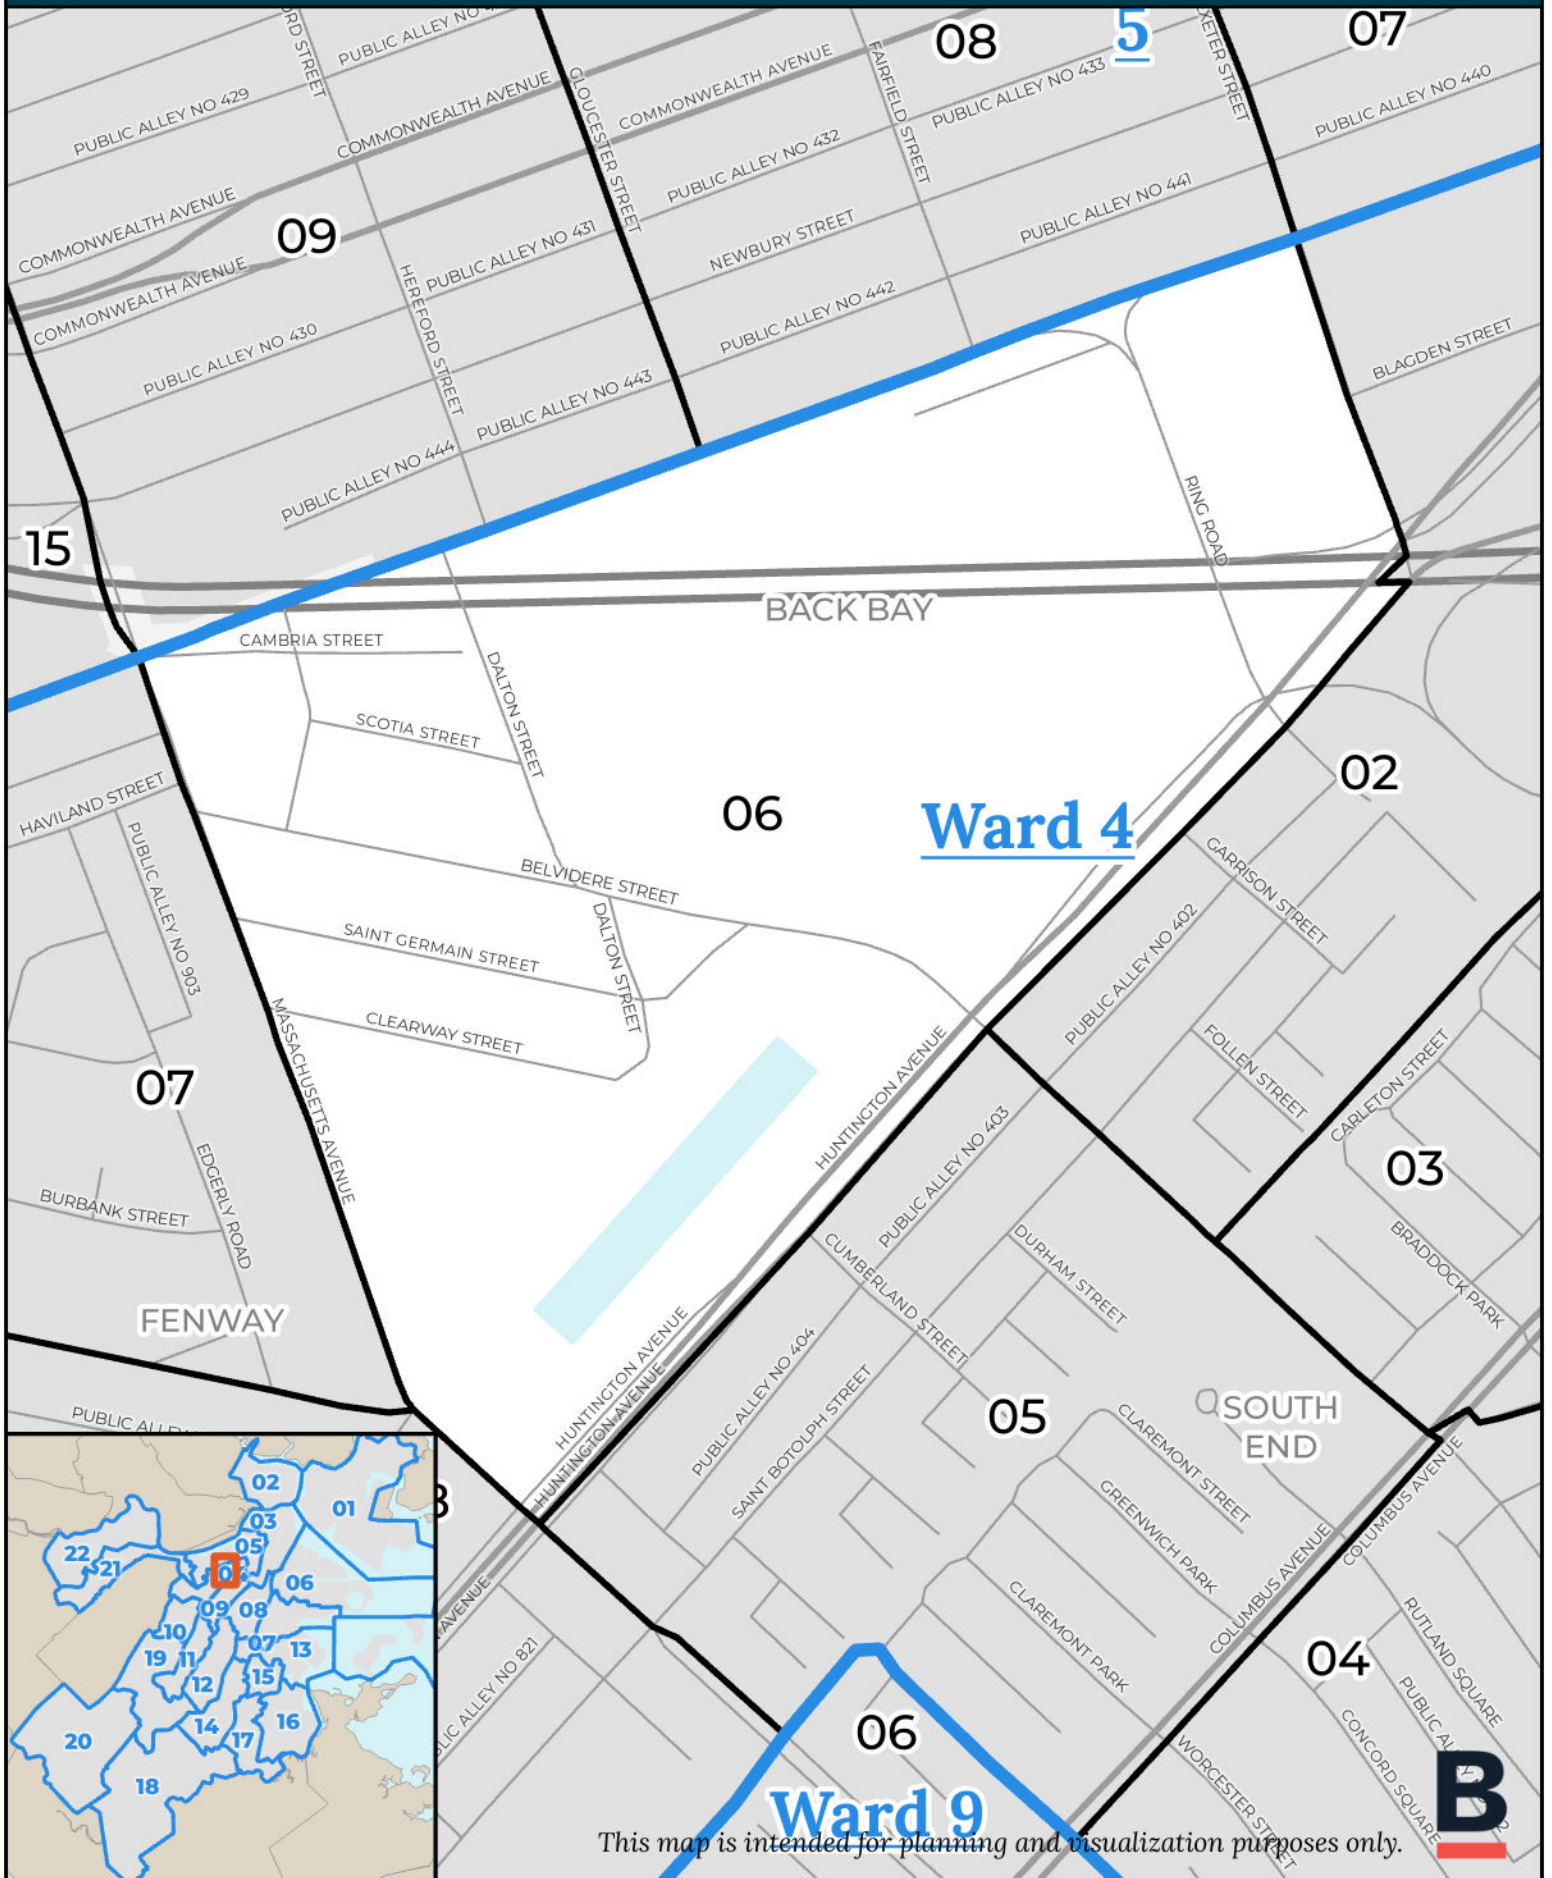 08
5
07
PUBLIC ALLEY NO
PUBLIC ALLEY NO 429
COMMONWEALTH AVENUE
GLOUCESTER STREET
COMMONWEALTH AVENUE
FAIRFIELD STREET
PUBLIC ALLEY NO 433
EXETER STREET
PUBLIC ALLEY NO 440
COMMONWEALTH AVENUE
09
PUBLIC ALLEY NO 432
PUBLIC ALLEY NO 441
COMMONWEALTH AVENUE
HEREFORD STREET
PUBLIC ALLEY NO 431
NEWBURY STREET
PUBLIC ALLEY NO 430
PUBLIC ALLEY NO 442
BLAGDEN STREET
PUBLIC ALLEY NO 443
PUBLIC ALLEY NO 444
15
RING ROAD
BACK BAY
CAMBRIA STREET
DALTON STREET
SCOTIA STREET
HAVILAND STREET
06
Ward 4
02
PUBLIC ALLEY NO 903
BELVIDERE STREET
GARRISON STREET
SAINT GERMAIN STREET
DALTON STREET
PUBLIC ALLEY NO 402
CLEARWAY STREET
MASSACHUSETTS AVENUE
07
HUNTINGTON AVENUE
FOLLEN STREET
CARLETON STREET
PUBLIC ALLEY NO 403
03
EDGERLY ROAD
BURBANK STREET
CUMBERLAND STREET
DURHAM STREET
BRADDOCK PARK
FENWAY
HUNTINGTON AVENUE
HUNTINGTON AVENUE
PUBLIC ALLEY NO 404
SAINT BOTOLPH STREET
05
SOUTH
END
PUBLIC ALLEY
CLAREMONT STREET
GREENWICH PARK
COLUMBUS AVENUE
COLUMBUS AVENUE
02
01
03
05
22
21
06
09
08
10
07
13
19
11
12
15
14
16
17
20
18
AVENUE
PUBLIC ALLEY NO 821
CLAREMONT PARK
RUTLAND SQUARE
04
06
Ward 9
WORCESTER STREET
CONCORD SQUARE
PUBLIC ALLEY
B
This map is intended for planning and visualization purposes only.